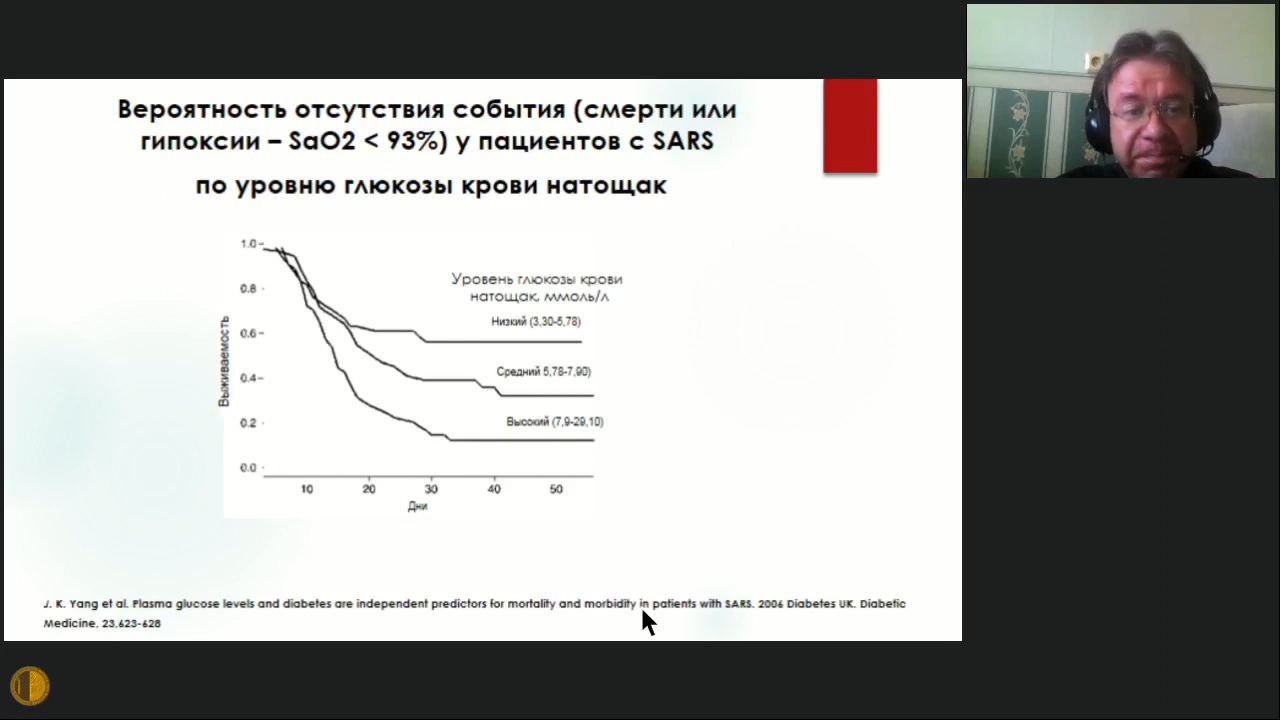 Вероятность отсутствия события (смерти или
гипоксии – SaO2 < 93%) у пациентов с SARS
по уровню глюкозы крови натощак
1.0
0.8
0.6
0.4
0.2
0.0
Выживаемость
Уровень глюкозы крови
натощак, ммоль/л
Низкий (3,30-5,78)
Средний 5,78-7,90)
Высокий (7,9-29,10)
10 20 30 40 50
Дни
J. K. Yang et al. Plasma glucose levels and diabetes are independent predictors for mortality and morbidity in patients with SARS. 2006 Diabetes UK. Diabetic
Medicine, 23,623-628